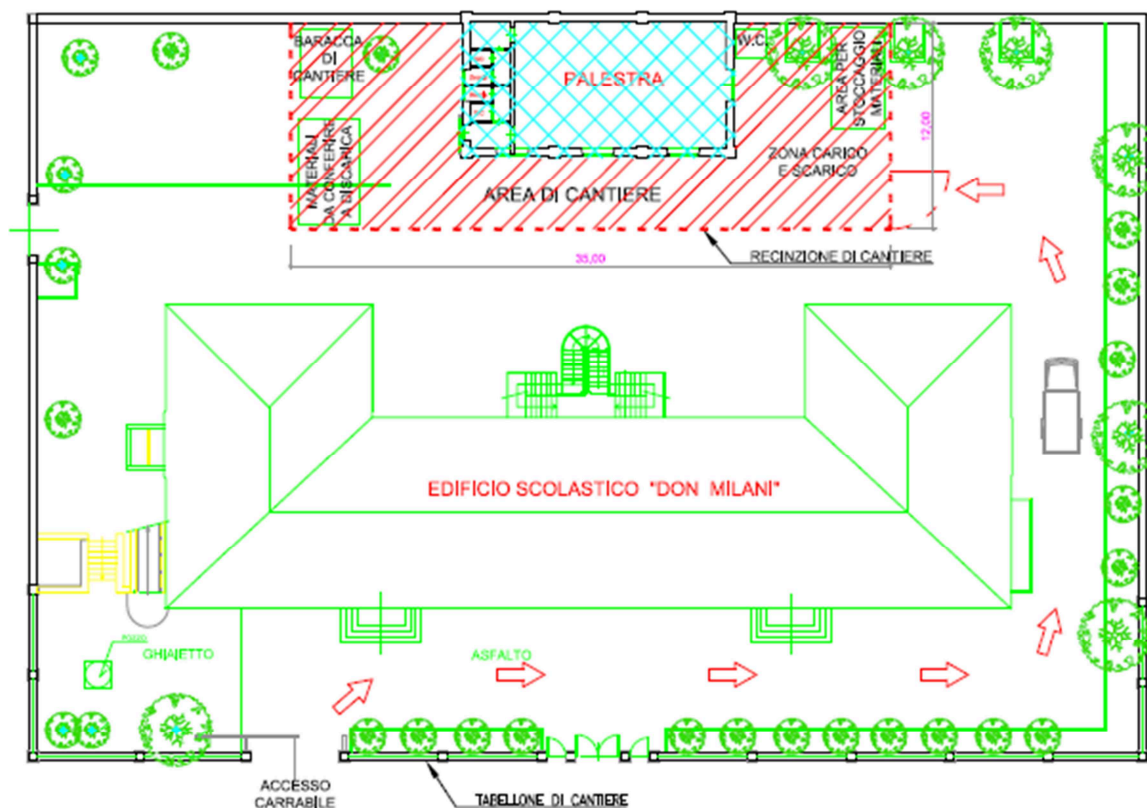 BARACCA
DI
CANTIERE
PALESTRA
W.C.
AREA PER
STOCCAGGIO
MATERIALI
12,00
MATERIALI
DA CONFERIRE
A DISCARICA
AREA DI CANTIERE
ZONA CARICO
E SCARICO
35,00
RECINZIONE DI CANTIERE
EDIFICIO SCOLASTICO "DON MILANI"
POZZO
GHIAIETTO
ASFALTO
ACCESSO
CARRABILE
TABELLONE DI CANTIERE